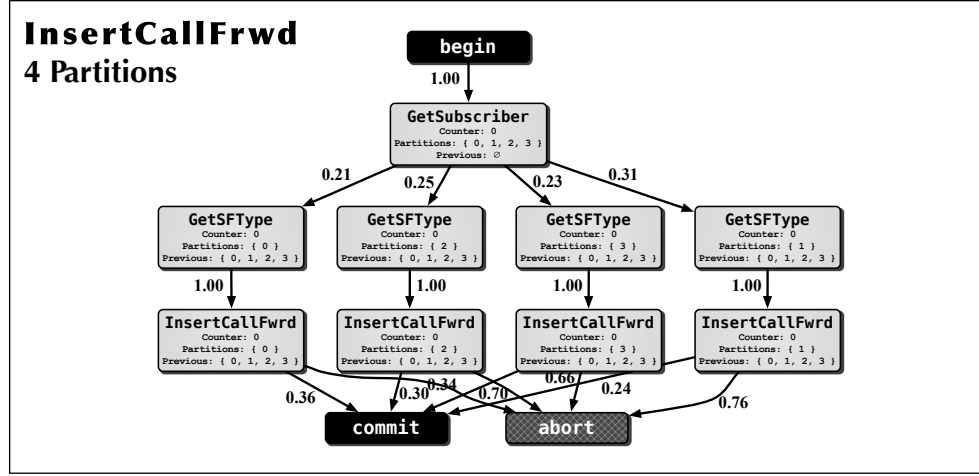 InsertCallFrwd
4 Partitions
begin
1.00
GetSubscriber
Counter: 0
Partitions: { 0, 1, 2, 3 }
Previous: ∅
0.21
0.25
0.23
0.31
GetSFType
Counter: 0
Partitions: { 0 }
Previous: { 0, 1, 2, 3 }
GetSFType
Counter: 0
Partitions: { 2 }
Previous: { 0, 1, 2, 3 }
GetSFType
Counter: 0
Partitions: { 3 }
Previous: { 0, 1, 2, 3 }
GetSFType
Counter: 0
Partitions: { 1 }
Previous: { 0, 1, 2, 3 }
1.00
1.00
1.00
1.00
InsertCallFwrd
Counter: 0
Partitions: { 0 }
Previous: { 0, 1, 2, 3 }
InsertCallFwrd
Counter: 0
Partitions: { 2 }
Previous: { 0, 1, 2, 3 }
InsertCallFwrd
Counter: 0
Partitions: { 3 }
Previous: { 0, 1, 2, 3 }
InsertCallFwrd
Counter: 0
Partitions: { 1 }
Previous: { 0, 1, 2, 3 }
0.36
0.30
0.34
0.70
0.66
0.24
0.76
commit
abort